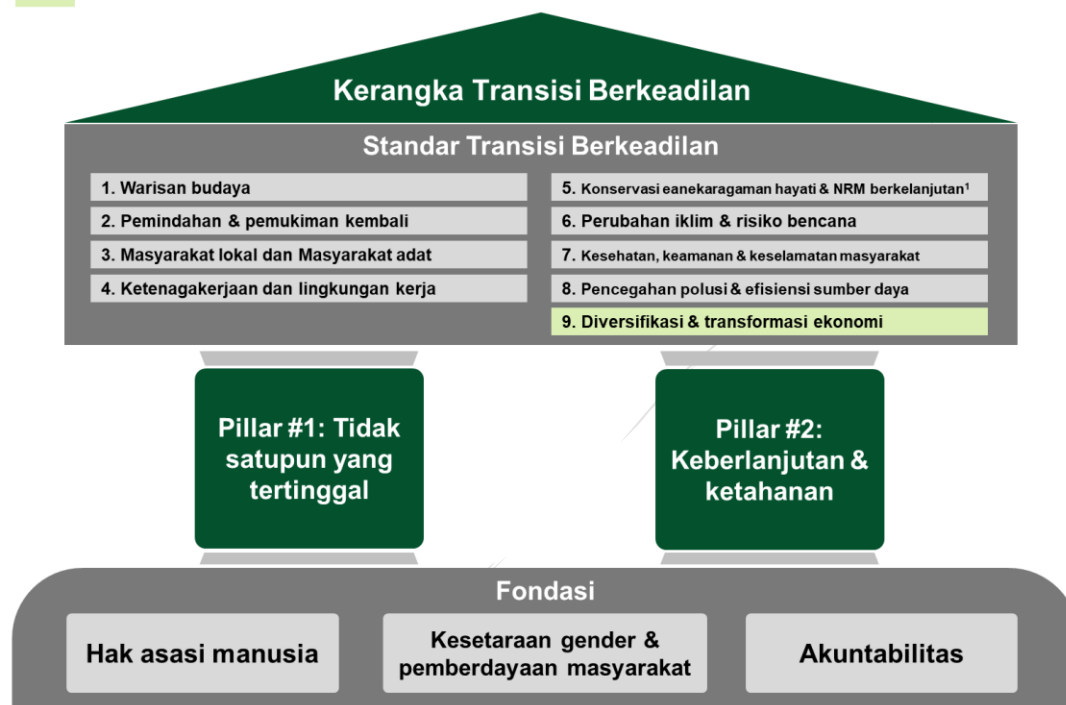 Kerangka Transisi Berkeadilan
Standar Transisi Berkeadilan
1. Warisan budaya
2. Pemindahan & pemukiman kembali
3. Masyarakat lokal dan Masyarakat adat
4. Ketenagakerjaan dan lingkungan kerja
5. Konservasi eanekaragaman hayati & NRM berkelanjutan¹
6. Perubahan iklim & risiko bencana
7. Kesehatan, keamanan & keselamatan masyarakat
8. Pencegahan polusi & efisiensi sumber daya
9. Diversifikasi & transformasi ekonomi
Pillar #1: Tidak
satupun yang
tertinggal
Pillar #2:
Keberlanjutan &
ketahanan
Fondasi
Hak asasi manusia
Kesetaraan gender &
pemberdayaan masyarakat
Akuntabilitas